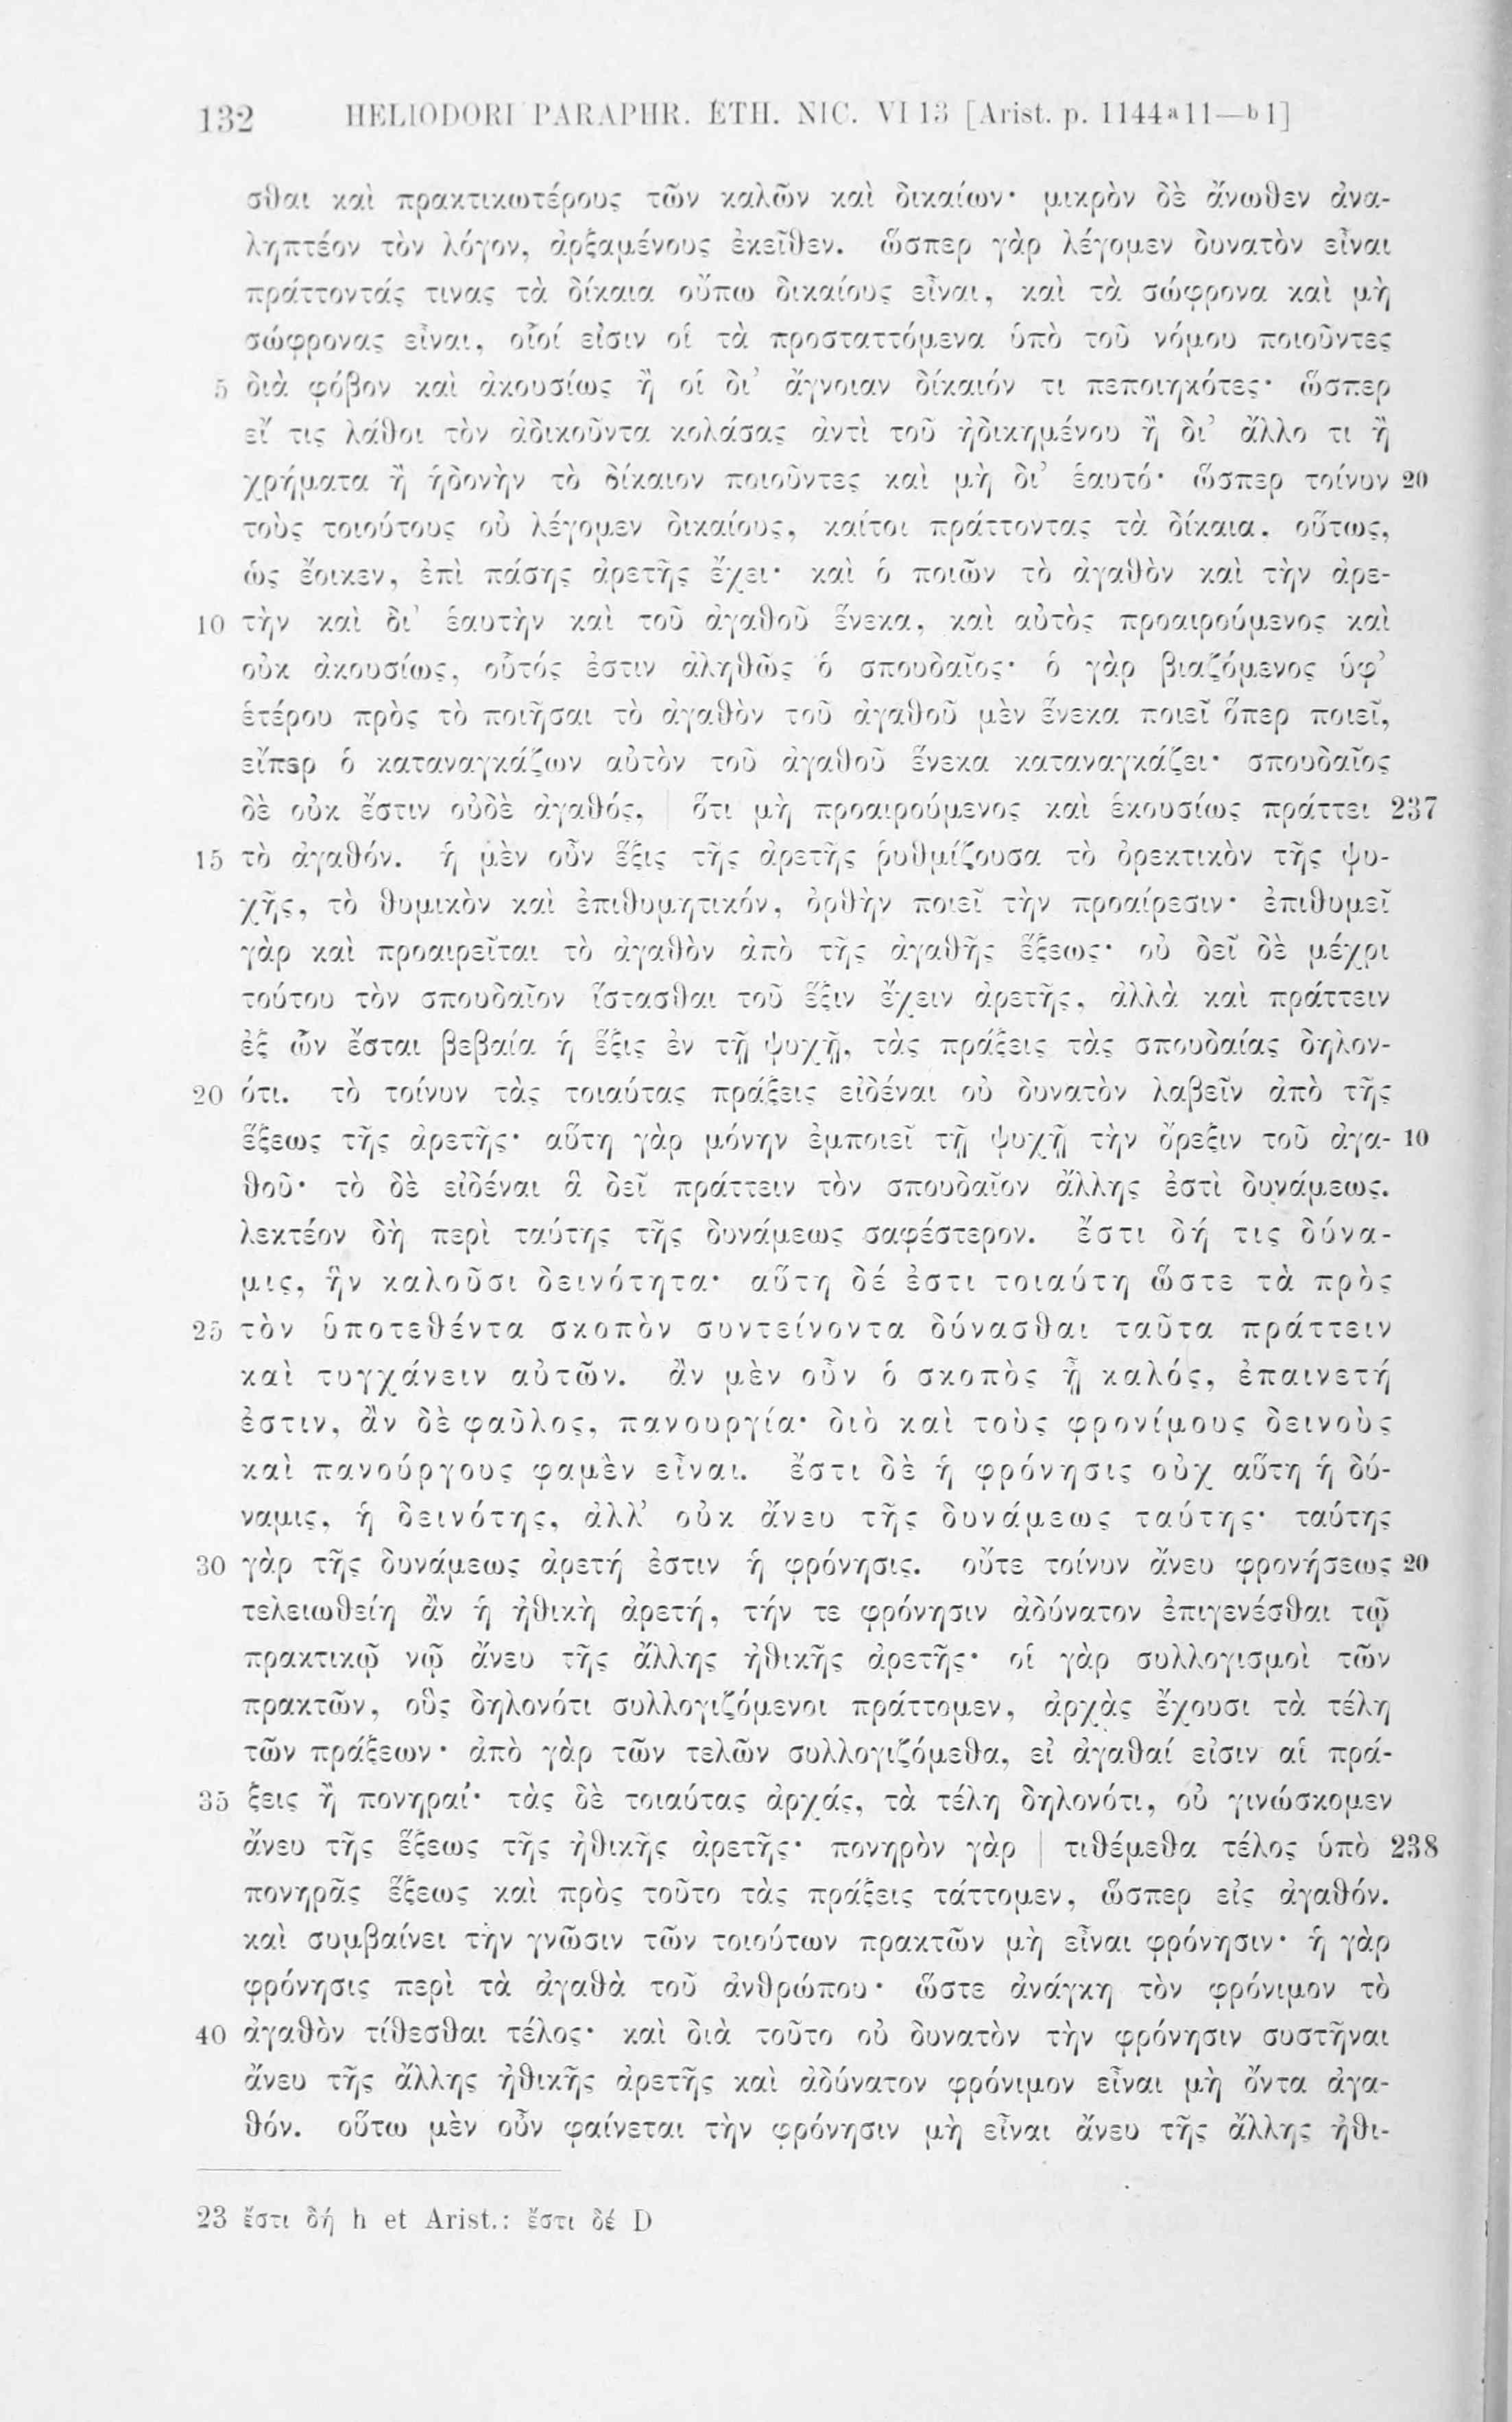 132 HELIODORI PARAPHR. ETH. NIC. VI 13 [Arist. p. 1144ᵃ11—ᵇ1]
σθαι καὶ πρακτικωτέρους τῶν καλῶν καὶ δικαίων· μικρὸν δὲ ἄνωθεν ἀνα-
ληπτέον τὸν λόγον, ἀρξαμένους ἐκεῖθεν. ὥσπερ γὰρ λέγομεν δυνατὸν εἶναι
πράττοντάς τινας τὰ δίκαια οὔπω δικαίους εἶναι, καὶ τὰ σώφρονα καὶ μὴ
σώφρονας εἶναι, οἷοί εἰσιν οἱ τὰ προσταττόμενα ὑπὸ τοῦ νόμου ποιοῦντες
5 διὰ φόβον καὶ ἀκουσίως ἢ οἱ δι’ ἄγνοιαν δίκαιόν τι πεποιηκότες· ὥσπερ
εἴ τις λάθοι τὸν ἀδικοῦντα κολάσας ἀντὶ τοῦ ἠδικημένου ἢ δι’ ἄλλο τι ἢ
χρήματα ἢ ἡδονὴν τὸ δίκαιον ποιοῦντες καὶ μὴ δι’ ἑαυτό· ὥσπερ τοίνυν 20
τοὺς τοιούτους οὐ λέγομεν δικαίους, καίτοι πράττοντας τὰ δίκαια, οὕτως,
ὡς ἔοικεν, ἐπὶ πάσης ἀρετῆς ἔχει· καὶ ὁ ποιῶν τὸ ἀγαθὸν καὶ τὴν ἀρε-
10 τὴν καὶ δι’ ἑαυτὴν καὶ τοῦ ἀγαθοῦ ἕνεκα, καὶ αὐτὸς προαιρούμενος καὶ
οὐκ ἀκουσίως, οὗτός ἐστιν ἀληθῶς ὁ σπουδαῖος· ὁ γὰρ βιαζόμενος ὑφ’
ἑτέρου πρὸς τὸ ποιῆσαι τὸ ἀγαθὸν τοῦ ἀγαθοῦ μὲν ἕνεκα ποιεῖ ὅπερ ποιεῖ,
εἴπερ ὁ καταναγκάζων αὐτὸν τοῦ ἀγαθοῦ ἕνεκα καταναγκάζει· σπουδαῖος
δὲ οὐκ ἔστιν οὐδὲ ἀγαθός, | ὅτι μὴ προαιρούμενος καὶ ἑκουσίως πράττει 237
15 τὸ ἀγαθόν. ἡ μὲν οὖν ἕξις τῆς ἀρετῆς ῥυθμίζουσα τὸ ὀρεκτικὸν τῆς ψυ-
χῆς, τὸ θυμικὸν καὶ ἐπιθυμητικόν, ὀρθὴν ποιεῖ τὴν προαίρεσιν· ἐπιθυμεῖ
γὰρ καὶ προαιρεῖται τὸ ἀγαθὸν ἀπὸ τῆς ἀγαθῆς ἕξεως· οὐ δεῖ δὲ μέχρι
τούτου τὸν σπουδαῖον ἵστασθαι τοῦ ἕξιν ἔχειν ἀρετῆς, ἀλλὰ καὶ πράττειν
ἐξ ὧν ἔσται βεβαία ἡ ἕξις ἐν τῇ ψυχῇ, τὰς πράξεις τὰς σπουδαίας δηλον-
20 ότι. τὸ τοίνυν τὰς τοιαύτας πράξεις εἰδέναι οὐ δυνατὸν λαβεῖν ἀπὸ τῆς
ἕξεως τῆς ἀρετῆς· αὕτη γὰρ μόνην ἐμποιεῖ τῇ ψυχῇ τὴν ὄρεξιν τοῦ ἀγα- 10
θοῦ· τὸ δὲ εἰδέναι ἃ δεῖ πράττειν τὸν σπουδαῖον ἄλλης ἐστὶ δυνάμεως.
λεκτέον δὴ περὶ ταύτης τῆς δυνάμεως σαφέστερον. ἔστι δή τις δύνα-
μις, ἣν καλοῦσι δεινότητα· αὕτη δέ ἐστι τοιαύτη ὥστε τὰ πρὸς
25 τὸν ὑποτεθέντα σκοπὸν συντείνοντα δύνασθαι ταῦτα πράττειν
καὶ τυγχάνειν αὐτῶν. ἂν μὲν οὖν ὁ σκοπὸς ᾖ καλός, ἐπαινετή
ἐστιν, ἂν δὲ φαῦλος, πανουργία· διὸ καὶ τοὺς φρονίμους δεινοὺς
καὶ πανούργους φαμὲν εἶναι. ἔστι δὲ ἡ φρόνησις οὐχ αὕτη ἡ δύ-
ναμις, ἡ δεινότης, ἀλλ’ οὐκ ἄνευ τῆς δυνάμεως ταύτης· ταύτης
30 γὰρ τῆς δυνάμεως ἀρετή ἐστιν ἡ φρόνησις. οὔτε τοίνυν ἄνευ φρονήσεως 20
τελειωθείη ἂν ἡ ἠθικὴ ἀρετή, τήν τε φρόνησιν ἀδύνατον ἐπιγενέσθαι τῷ
πρακτικῷ νῷ ἄνευ τῆς ἄλλης ἠθικῆς ἀρετῆς· οἱ γὰρ συλλογισμοὶ τῶν
πρακτῶν, οὓς δηλονότι συλλογιζόμενοι πράττομεν, ἀρχὰς ἔχουσι τὰ τέλη
τῶν πράξεων· ἀπὸ γὰρ τῶν τελῶν συλλογιζόμεθα, εἰ ἀγαθαί εἰσιν αἱ πρά-
35 ξεις ἢ πονηραί· τὰς δὲ τοιαύτας ἀρχάς, τὰ τέλη δηλονότι, οὐ γινώσκομεν
ἄνευ τῆς ἕξεως τῆς ἠθικῆς ἀρετῆς· πονηρὸν γὰρ | τιθέμεθα τέλος ὑπὸ 238
πονηρᾶς ἕξεως καὶ πρὸς τοῦτο τὰς πράξεις τάττομεν, ὥσπερ εἰς ἀγαθόν.
καὶ συμβαίνει τὴν γνῶσιν τῶν τοιούτων πρακτῶν μὴ εἶναι φρόνησιν· ἡ γὰρ
φρόνησις περὶ τὰ ἀγαθὰ τοῦ ἀνθρώπου· ὥστε ἀνάγκη τὸν φρόνιμον τὸ
40 ἀγαθὸν τίθεσθαι τέλος· καὶ διὰ τοῦτο οὐ δυνατὸν τὴν φρόνησιν συστῆναι
ἄνευ τῆς ἄλλης ἠθικῆς ἀρετῆς καὶ ἀδύνατον φρόνιμον εἶναι μὴ ὄντα ἀγα-
θόν. οὕτω μὲν οὖν φαίνεται τὴν φρόνησιν μὴ εἶναι ἄνευ τῆς ἄλλης ἠθι-
23 ἔστι δή h et Arist.: ἔστι δέ D